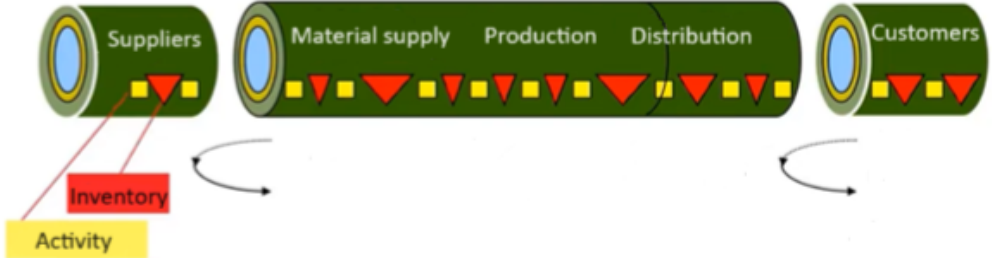 Suppliers
Material supply Production Distribution
Customers
Inventory
Activity